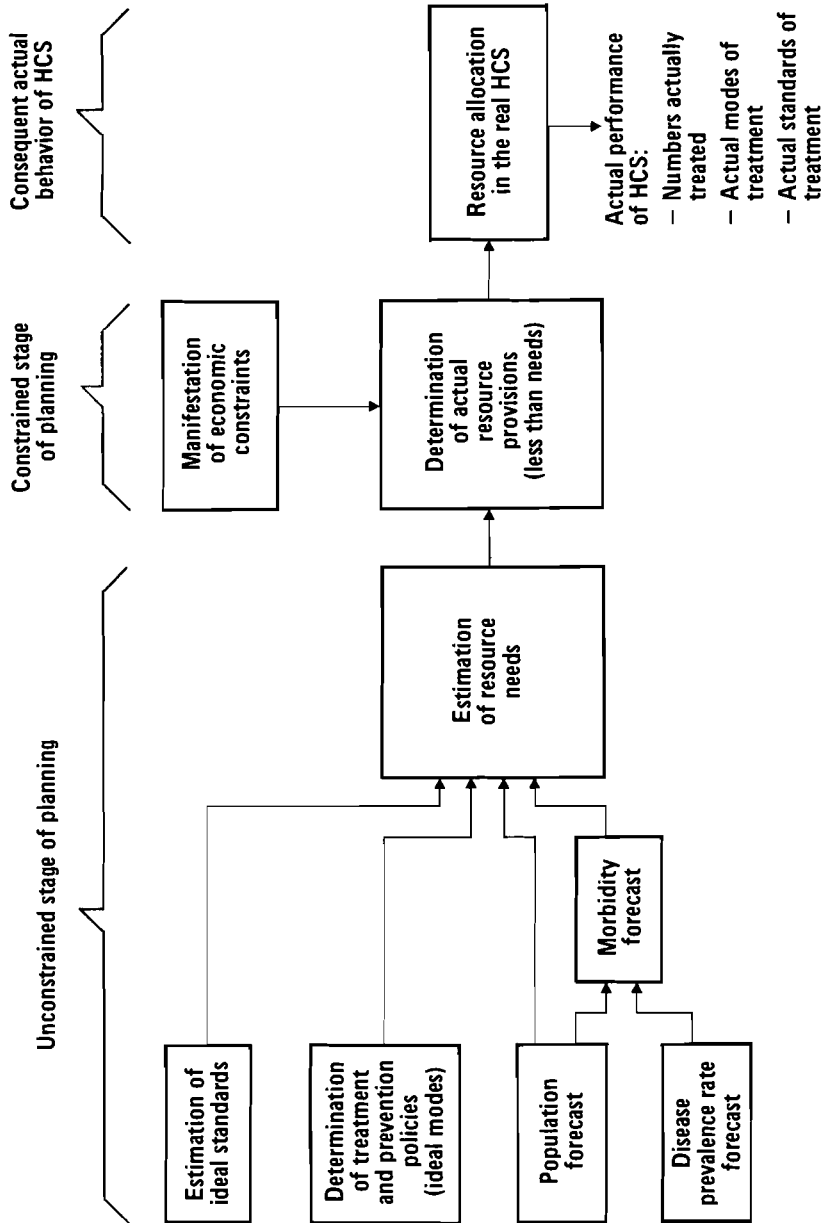 Unconstrained stage of planning
Constrained stage
of planning
Consequent actual
behavior of HCS
Estimation of
ideal standards
Determination
of treatment
and prevention
policies
(ideal modes)
Population
forecast
Disease
prevalence rate
forecast
Morbidity
forecast
Estimation
of resource
needs
Manifestation
of economic
constraints
Determination
of actual
resource
provisions
(less than needs)
Resource allocation
in the real HCS
Actual performance
of HCS:
– Numbers actually
treated
– Actual modes of
treatment
– Actual standards of
treatment